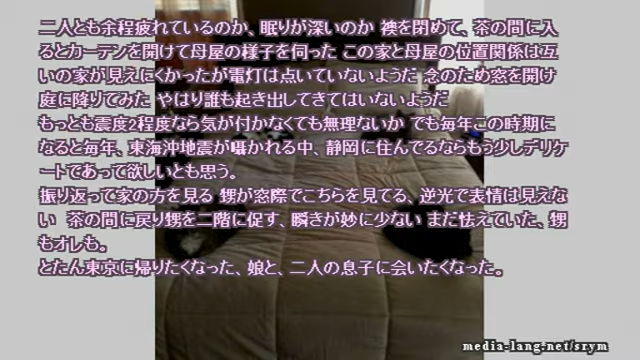 二人とも余程疲れているのか、眠りが深いのか 襖を閉めて、茶の間に入
るとカーテンを開けて母屋の様子を伺った この家と母屋の位置関係は互
いの家が見えにくかったが電灯は点いていないようだ 念のため窓を開け
庭に降りてみた やはり誰も起き出してきてはいないようだ
もっとも震度2程度なら気が付かなくても無理ないか でも毎年この時期に
なると毎年、東海沖地震が囁かれる中、静岡に住んでるならもう少しデリケ
ートであって欲しいとも思う。
振り返って家の方を見る 甥が窓際でこちらを見てる、逆光で表情は見えな
い 茶の間に戻り甥を二階に促す、瞬きが妙に少ない まだ怯えていた、甥
もオレも。
とたん東京に帰りたくなった、娘と、二人の息子に会いたくなった。
media-lang.net/srym